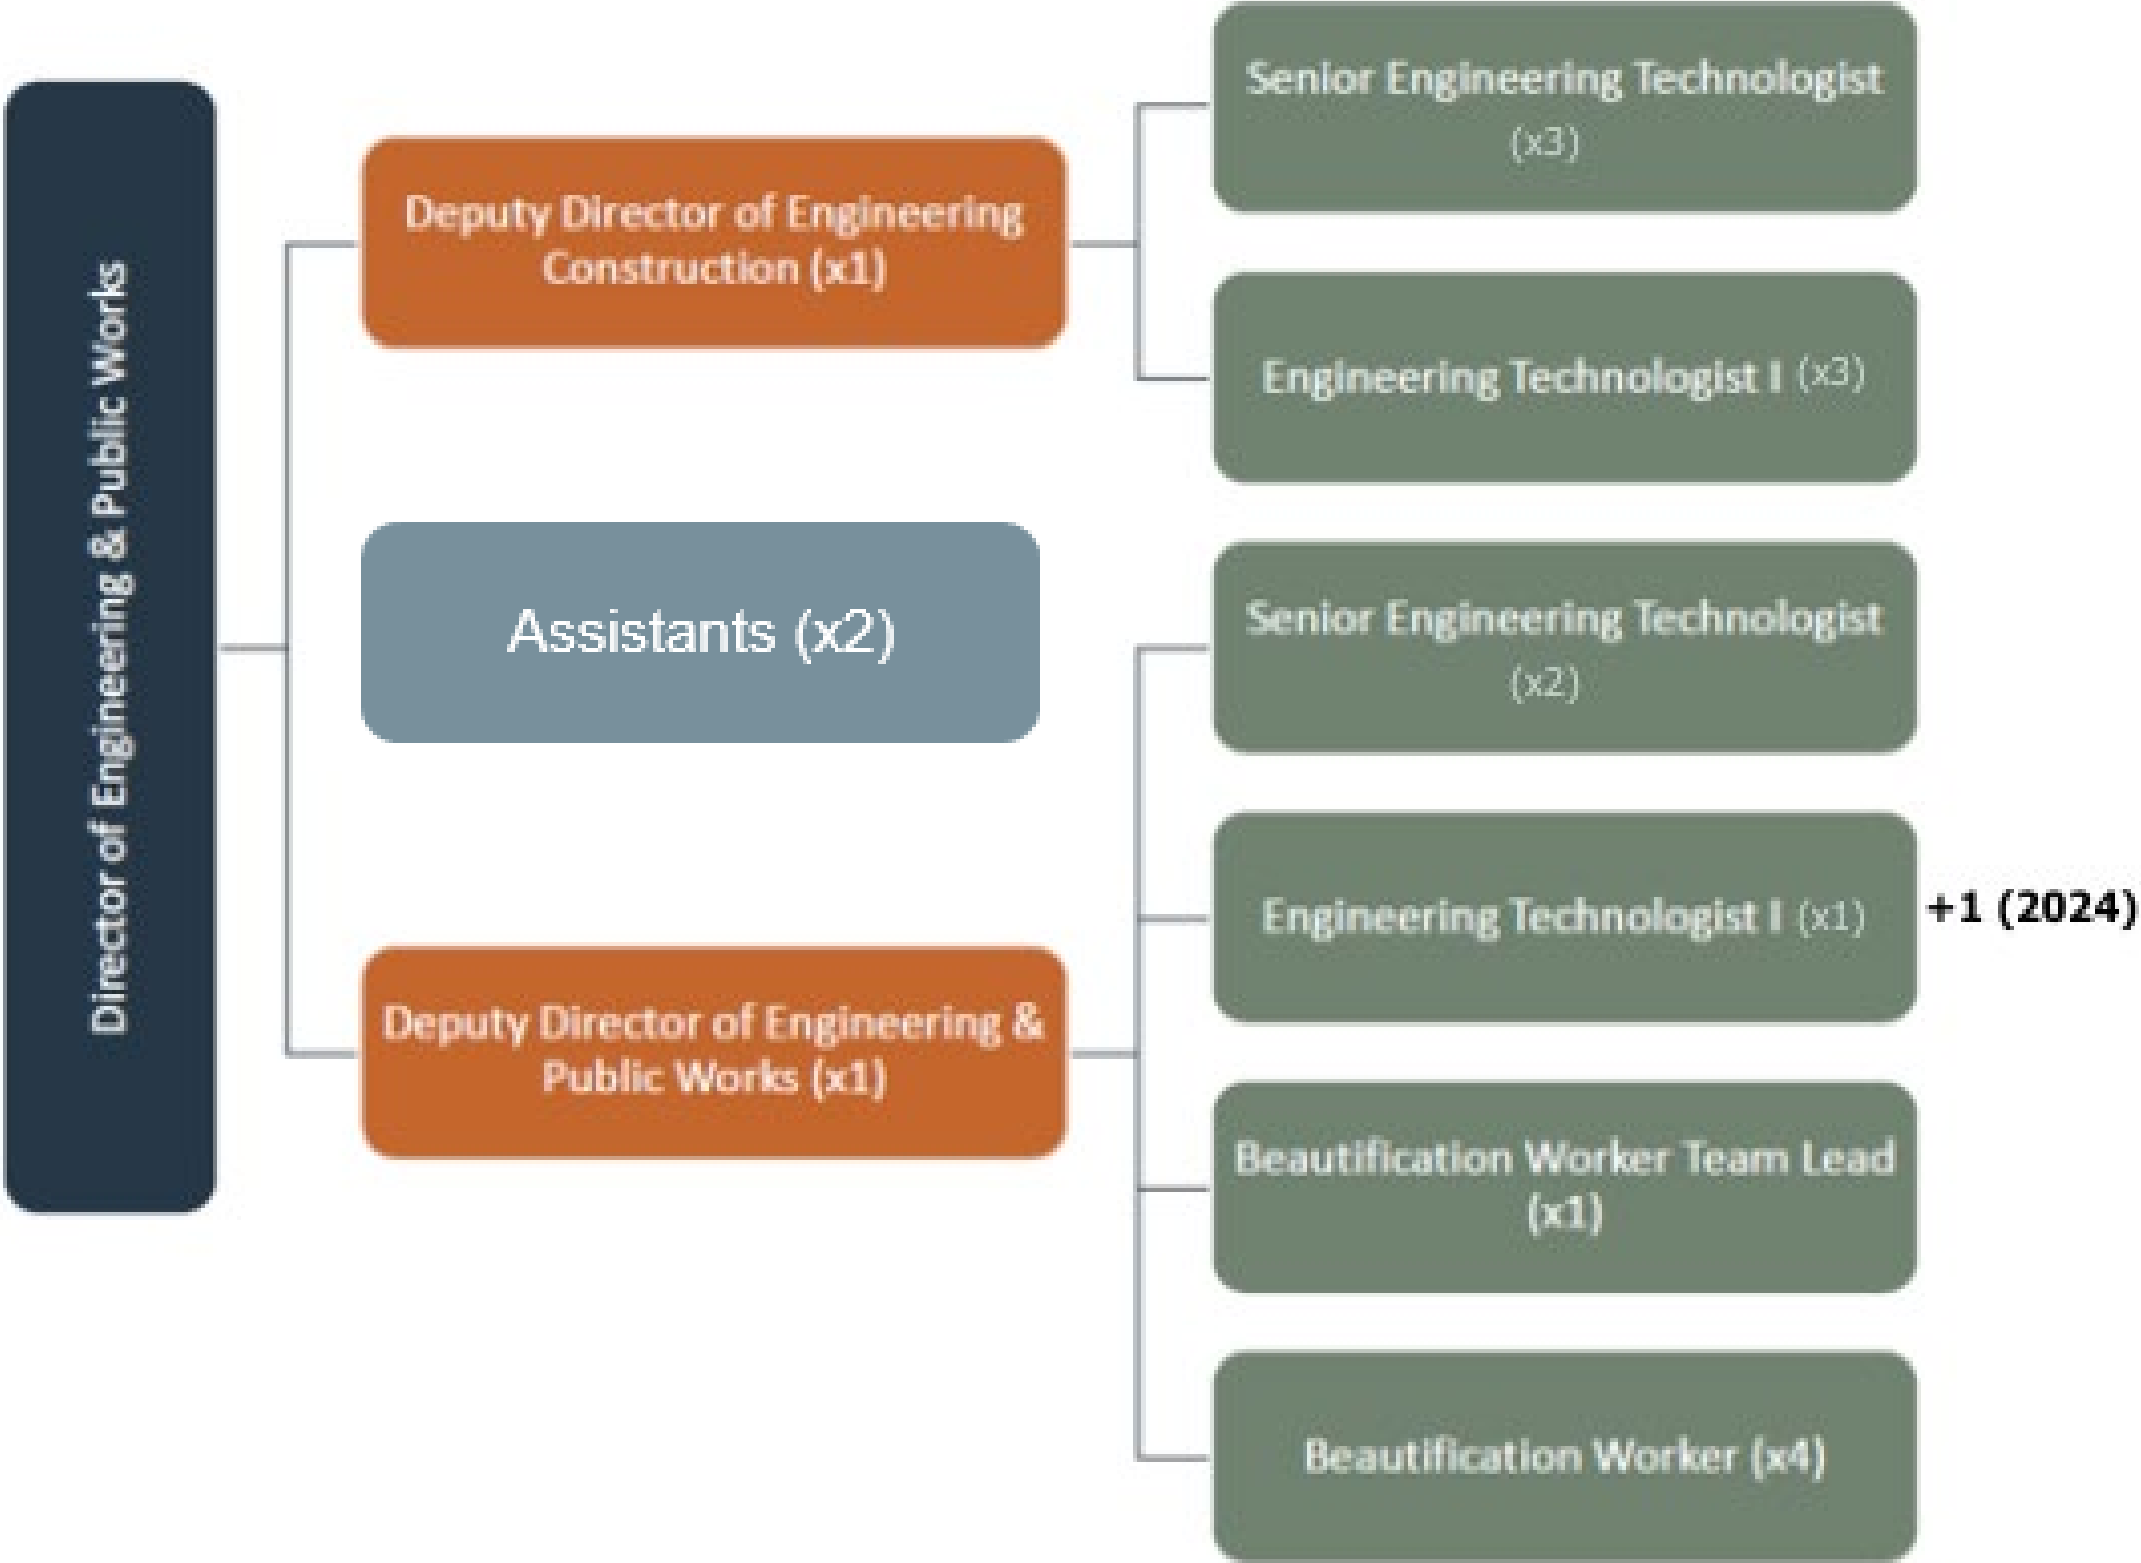 Director of Engineering & Public Works
Deputy Director of Engineering
Construction (x1)
Senior Engineering Technologist
(x3)
Engineering Technologist I (x3)
Assistants (x2)
Deputy Director of Engineering &
Public Works (x1)
Senior Engineering Technologist
(x2)
Engineering Technologist I (x1)
+1 (2024)
Beautification Worker Team Lead
(x1)
Beautification Worker (x4)